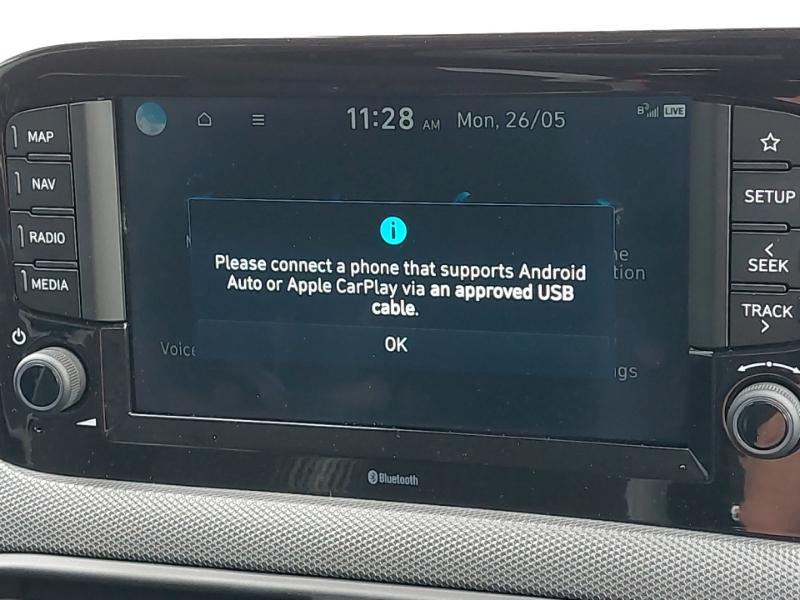 11:28 AM Mon, 26/05
LIVE
MAP
NAV
RADIO
MEDIA
SETUP
SEEK
TRACK
Please connect a phone that supports Android
Auto or Apple CarPlay via an approved USB
cable.
OK
Bluetooth